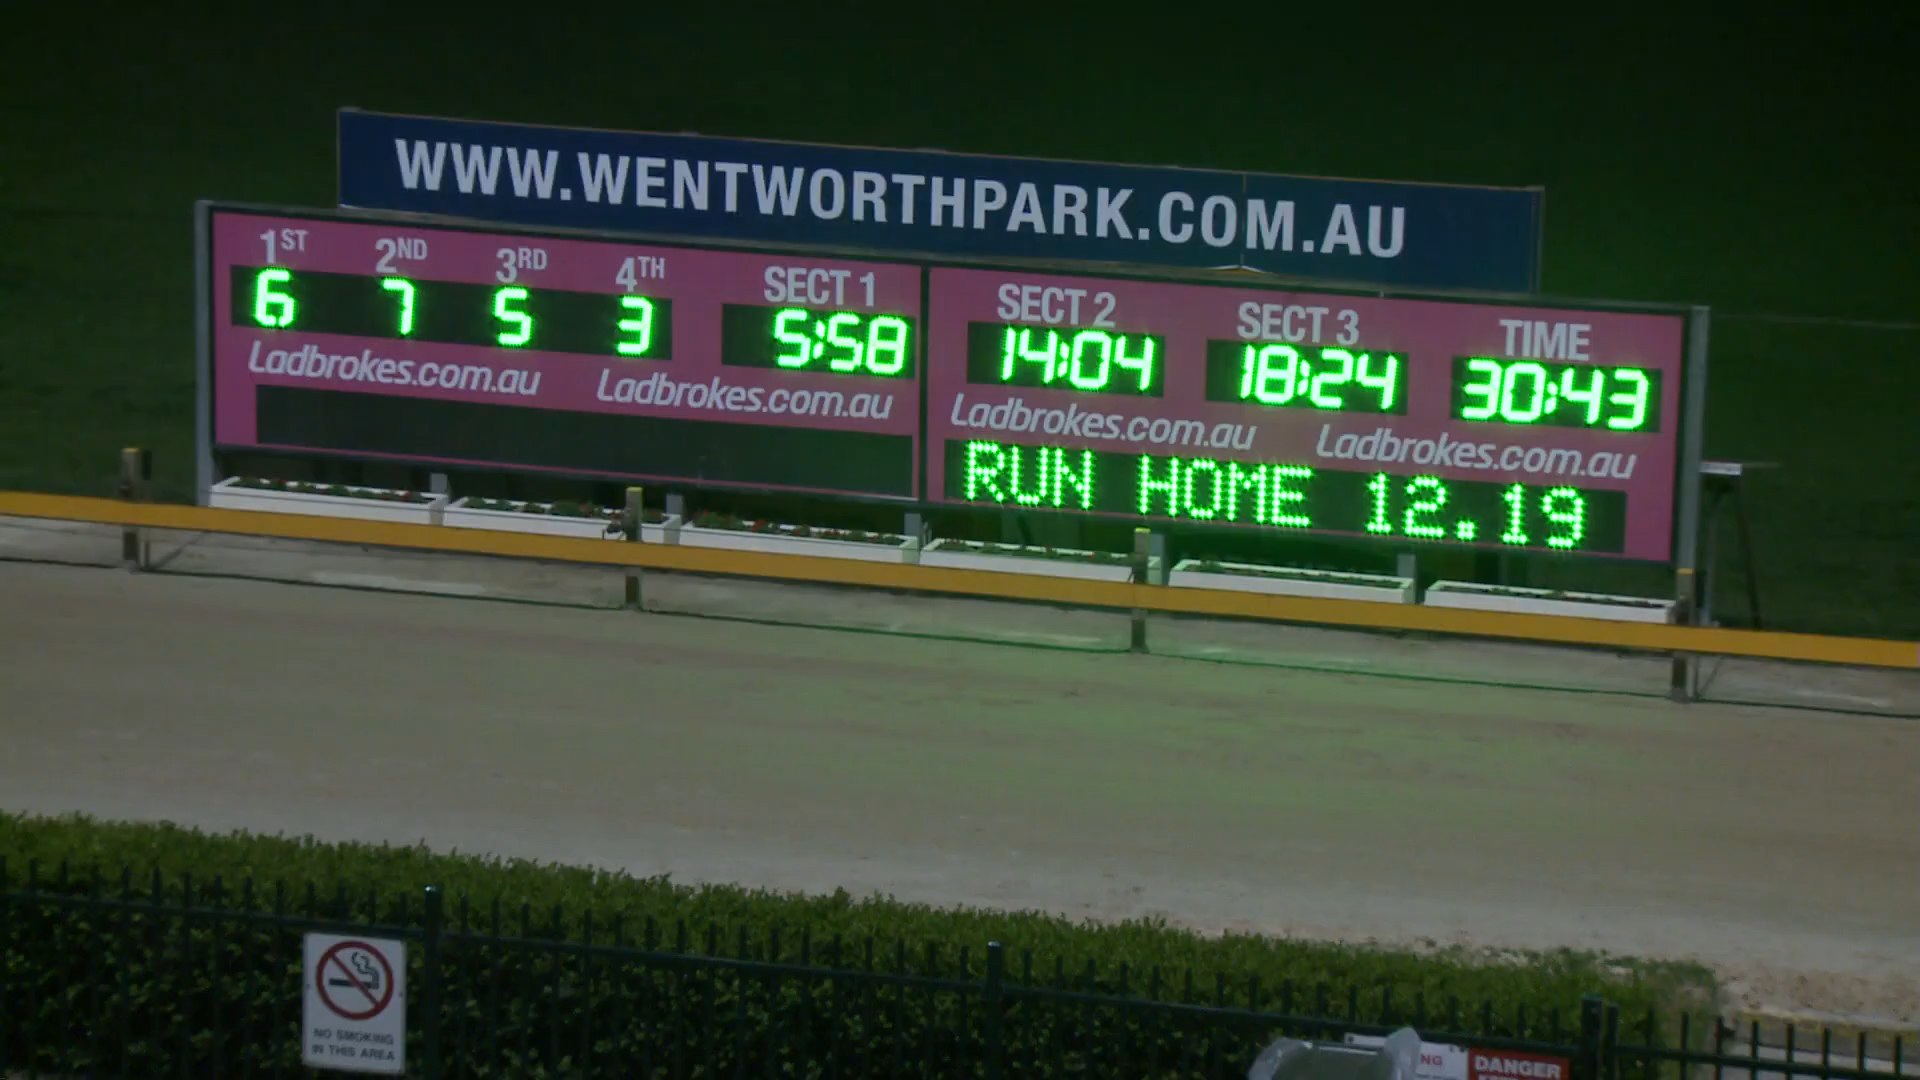 WWW.WENTWORTHPARK.COM.AU
1ST 2ND 3RD 4TH SECT 1 SECT 2 SECT 3 TIME
6 7 5 3 5:58 14:04 18:24 30:43
Ladbrokes.com.au Ladbrokes.com.au Ladbrokes.com.au Ladbrokes.com.au
RUN HOME 12.19
NO SMOKING
IN THIS AREA
DANGER